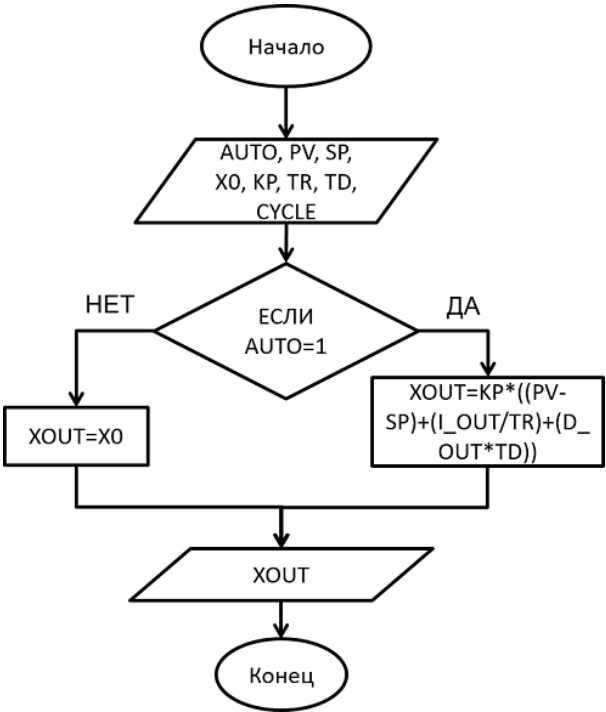 Начало
AUTO, PV, SP,
X0, KP, TR, TD,
CYCLE
НЕТ
ЕСЛИ
AUTO=1
ДА
XOUT=X0
XOUT=KP*((PV-
SP)+(I_OUT/TR)+(D_
OUT*TD))
XOUT
Конец